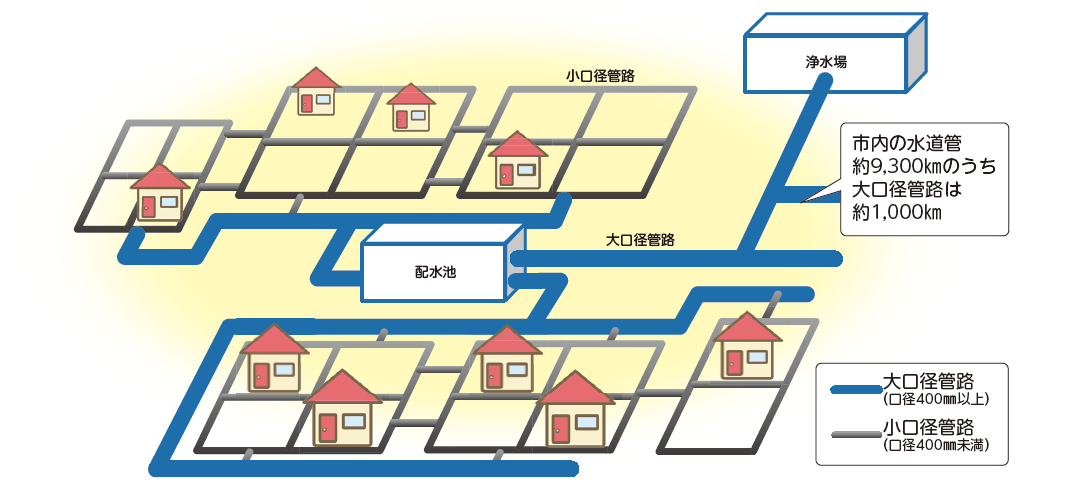 浄水場
小口径管路
市内の水道管
約9,300㎞のうち
大口径管路は
約1,000㎞
大口径管路
配水池
大口径管路
(口径400㎜以上)
小口径管路
(口径400㎜未満)